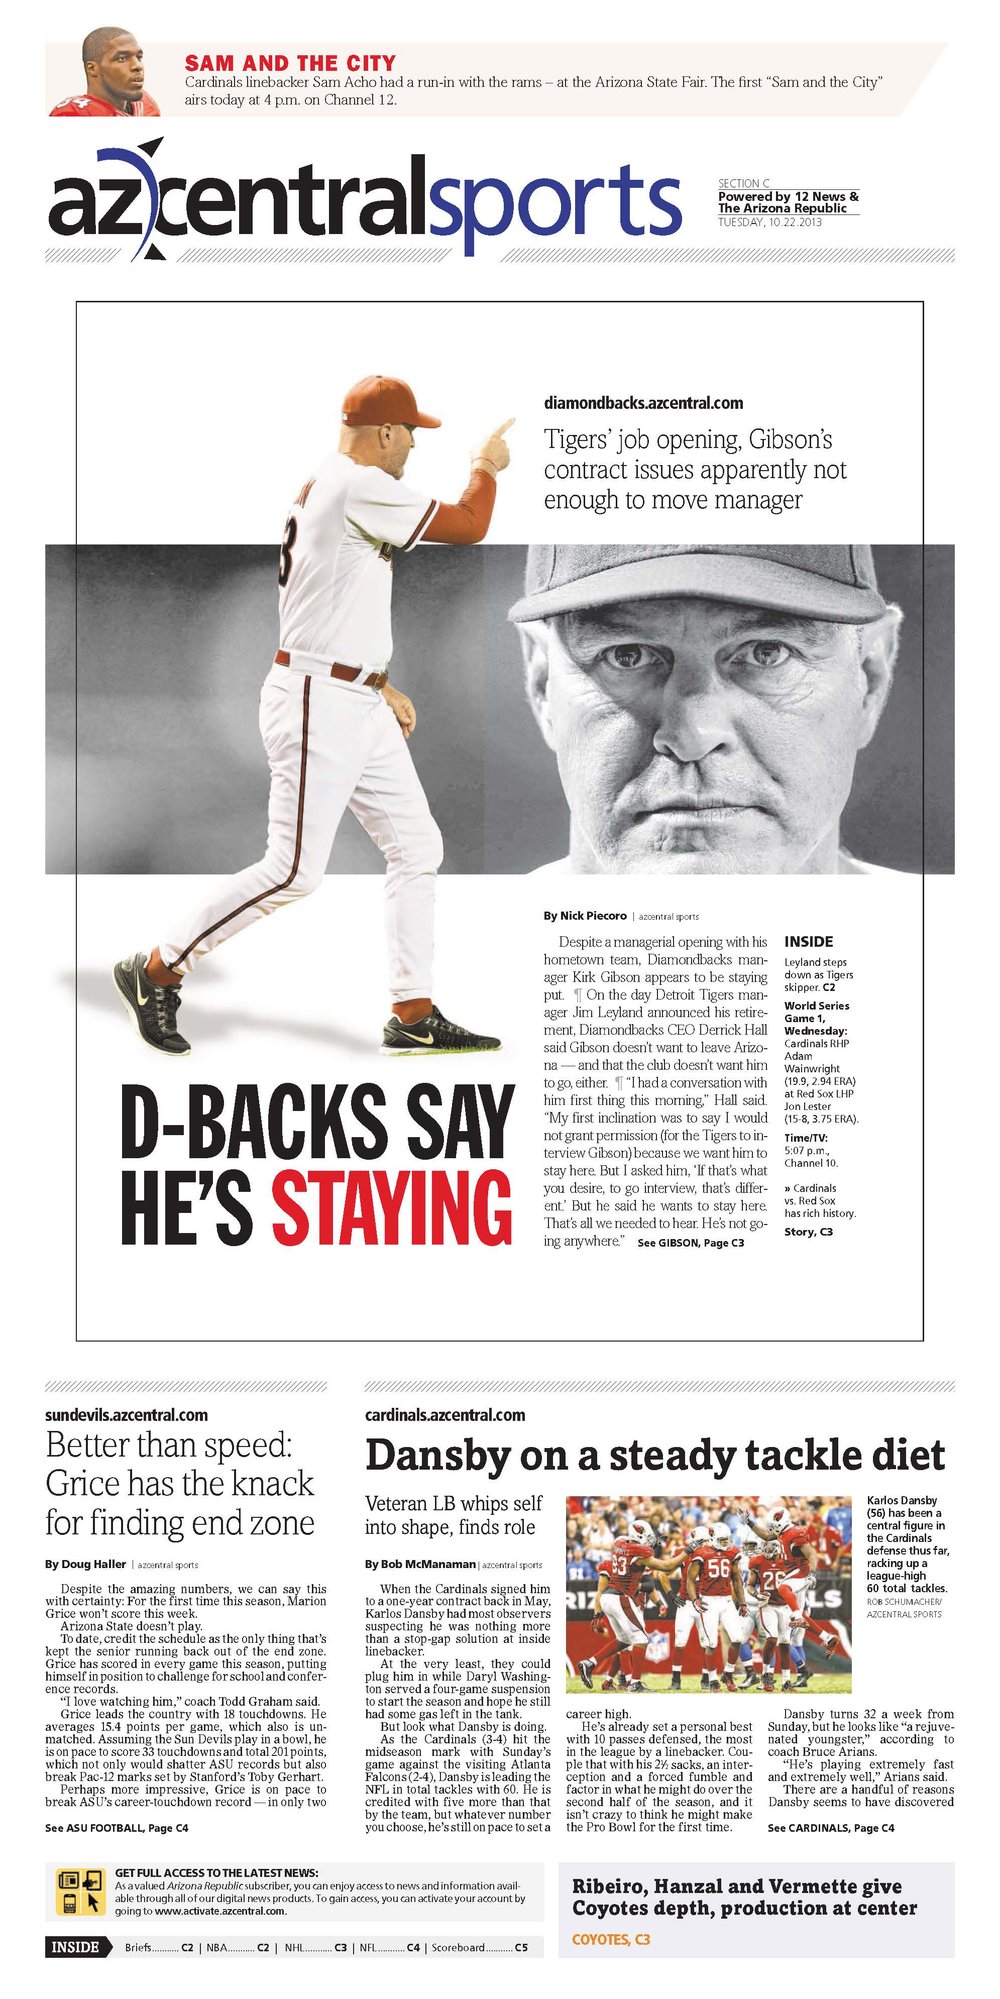 SAM AND THE CITY
Cardinals linebacker Sam Acho had a run-in with the rams – at the Arizona State Fair. The first “Sam and the City”
airs today at 4 p.m. on Channel 12.
azcentralsports
SECTION C
Powered by 12 News &
The Arizona Republic
TUESDAY, 10.22.2013
diamondbacks.azcentral.com
Tigers’ job opening, Gibson’s
contract issues apparently not
enough to move manager
D-BACKS SAY
HE’S STAYING
By Nick Piecoro | azcentral sports
Despite a managerial opening with his
hometown team, Diamondbacks man-
ager Kirk Gibson appears to be staying
put. ¶ On the day Detroit Tigers man-
ager Jim Leyland announced his retire-
ment, Diamondbacks CEO Derrick Hall
said Gibson doesn’t want to leave Arizo-
na — and that the club doesn’t want him
to go, either. ¶ “I had a conversation with
him first thing this morning,” Hall said.
“My first inclination was to say I would
not grant permission (for the Tigers to in-
terview Gibson) because we want him to
stay here. But I asked him, ‘If that’s what
you desire, to go interview, that’s differ-
ent.’ But he said he wants to stay here.
That’s all we needed to hear. He’s not go-
ing anywhere.” See GIBSON, Page C3
INSIDE
Leyland steps
down as Tigers
skipper. C2
World Series
Game 1,
Wednesday:
Cardinals RHP
Adam
Wainwright
(19.9, 2.94 ERA)
at Red Sox LHP
Jon Lester
(15-8, 3.75 ERA).
Time/TV:
5:07 p.m.,
Channel 10.
» Cardinals
vs. Red Sox
has rich history.
Story, C3
sundevils.azcentral.com
Better than speed:
Grice has the knack
for finding end zone
By Doug Haller | azcentral sports
Despite the amazing numbers, we can say this
with certainty: For the first time this season, Marion
Grice won’t score this week.
Arizona State doesn’t play.
To date, credit the schedule as the only thing that’s
kept the senior running back out of the end zone.
Grice has scored in every game this season, putting
himself in position to challenge for school and confer-
ence records.
“I love watching him,” coach Todd Graham said.
Grice leads the country with 18 touchdowns. He
averages 15.4 points per game, which also is un-
matched. Assuming the Sun Devils play in a bowl, he
is on pace to score 33 touchdowns and total 201 points,
which not only would shatter ASU records but also
break Pac-12 marks set by Stanford’s Toby Gerhart.
Perhaps more impressive, Grice is on pace to
break ASU’s career-touchdown record — in only two
See ASU FOOTBALL, Page C4
cardinals.azcentral.com
Dansby on a steady tackle diet
Veteran LB whips self
into shape, finds role
By Bob McManaman | azcentral sports
When the Cardinals signed him
to a one-year contract back in May,
Karlos Dansby had most observers
suspecting he was nothing more
than a stop-gap solution at inside
linebacker.
At the very least, they could
plug him in while Daryl Washing-
ton served a four-game suspension
to start the season and hope he still
had some gas left in the tank.
But look what Dansby is doing.
As the Cardinals (3-4) hit the
midseason mark with Sunday’s
game against the visiting Atlanta
Falcons (2-4), Dansby is leading the
NFL in total tackles with 60. He is
credited with five more than that
by the team, but whatever number
you choose, he’s still on pace to set a
career high.
He’s already set a personal best
with 10 passes defensed, the most
in the league by a linebacker. Cou-
ple that with his 2½ sacks, an inter-
ception and a forced fumble and
factor in what he might do over the
second half of the season, and it
isn’t crazy to think he might make
the Pro Bowl for the first time.
Dansby turns 32 a week from
Sunday, but he looks like “a rejuve-
nated youngster,” according to
coach Bruce Arians.
“He’s playing extremely fast
and extremely well,” Arians said.
There are a handful of reasons
Dansby seems to have discovered
See CARDINALS, Page C4
Karlos Dansby
(56) has been a
central figure in
the Cardinals
defense thus far,
racking up a
league-high
60 total tackles.
ROB SCHUMACHER/
AZCENTRAL SPORTS
56
26
GET FULL ACCESS TO THE LATEST NEWS:
As a valued Arizona Republic subscriber, you can enjoy access to news and information avail-
able through all of our digital news products. To gain access, you can activate your account by
going to www.activate.azcentral.com.
INSIDE Briefs........... C2 | NBA........... C2 | NHL........... C3 | NFL........... C4 | Scoreboard........... C5
Ribeiro, Hanzal and Vermette give
Coyotes depth, production at center
COYOTES, C3